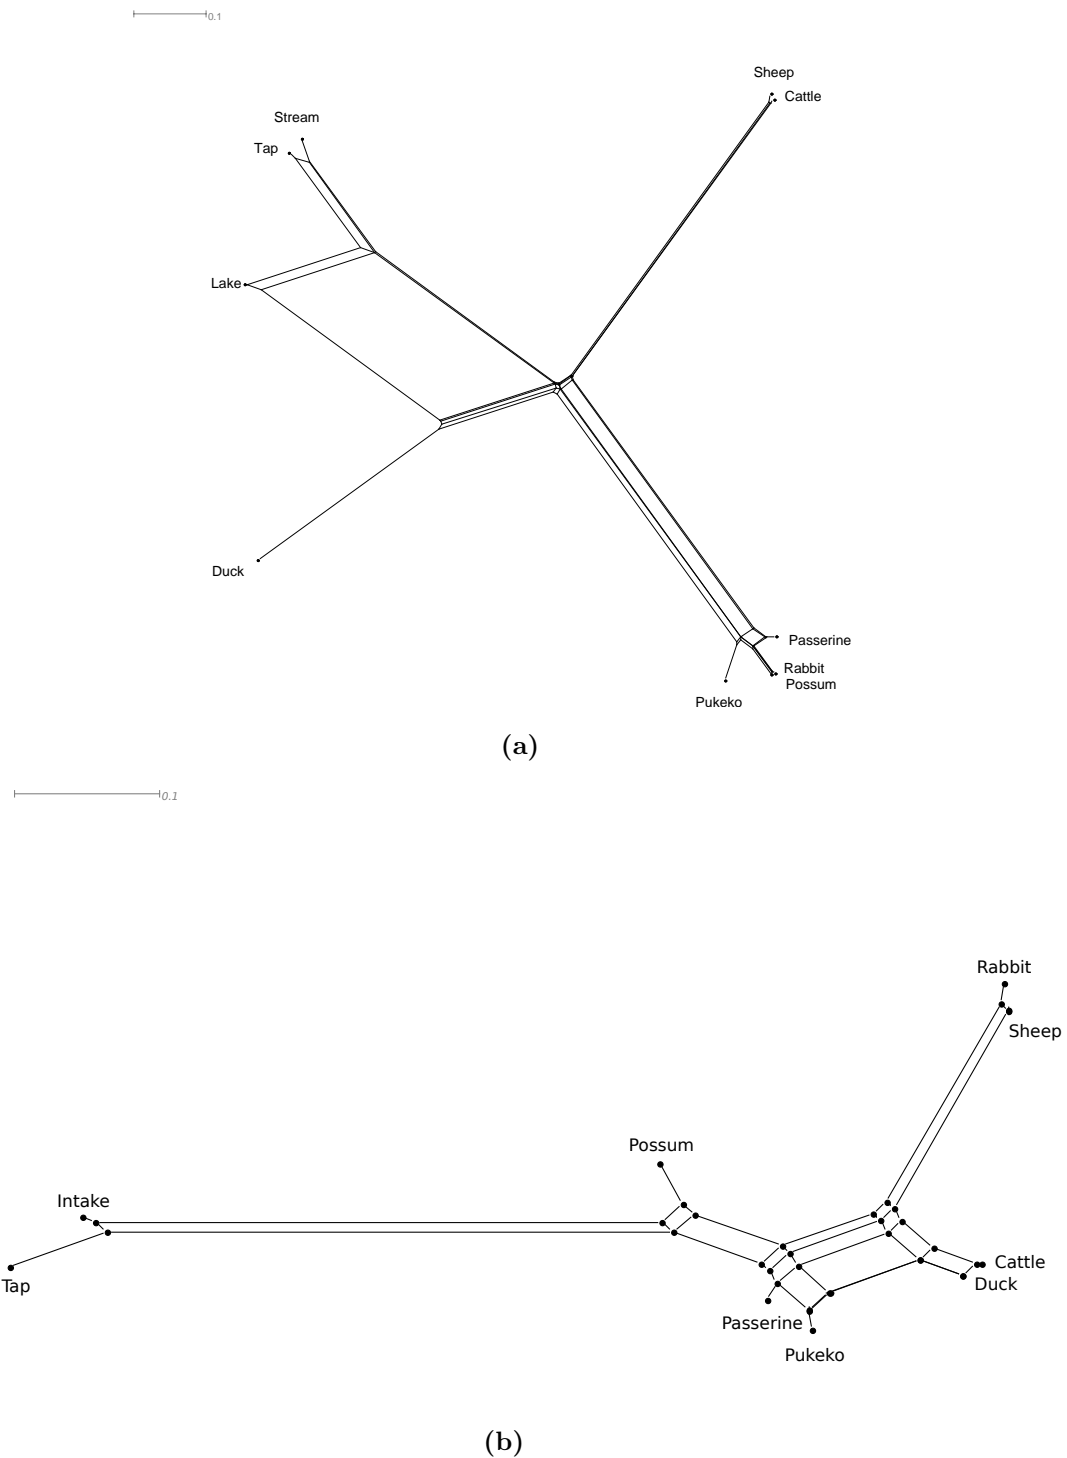 0.1
Sheep
Cattle
Stream
Tap
Lake
Duck
Passerine
Rabbit
Possum
Pukeko
(a)
0.1
Rabbit
Sheep
Possum
Intake
Cattle
Tap
Duck
Passerine
Pukeko
(b)